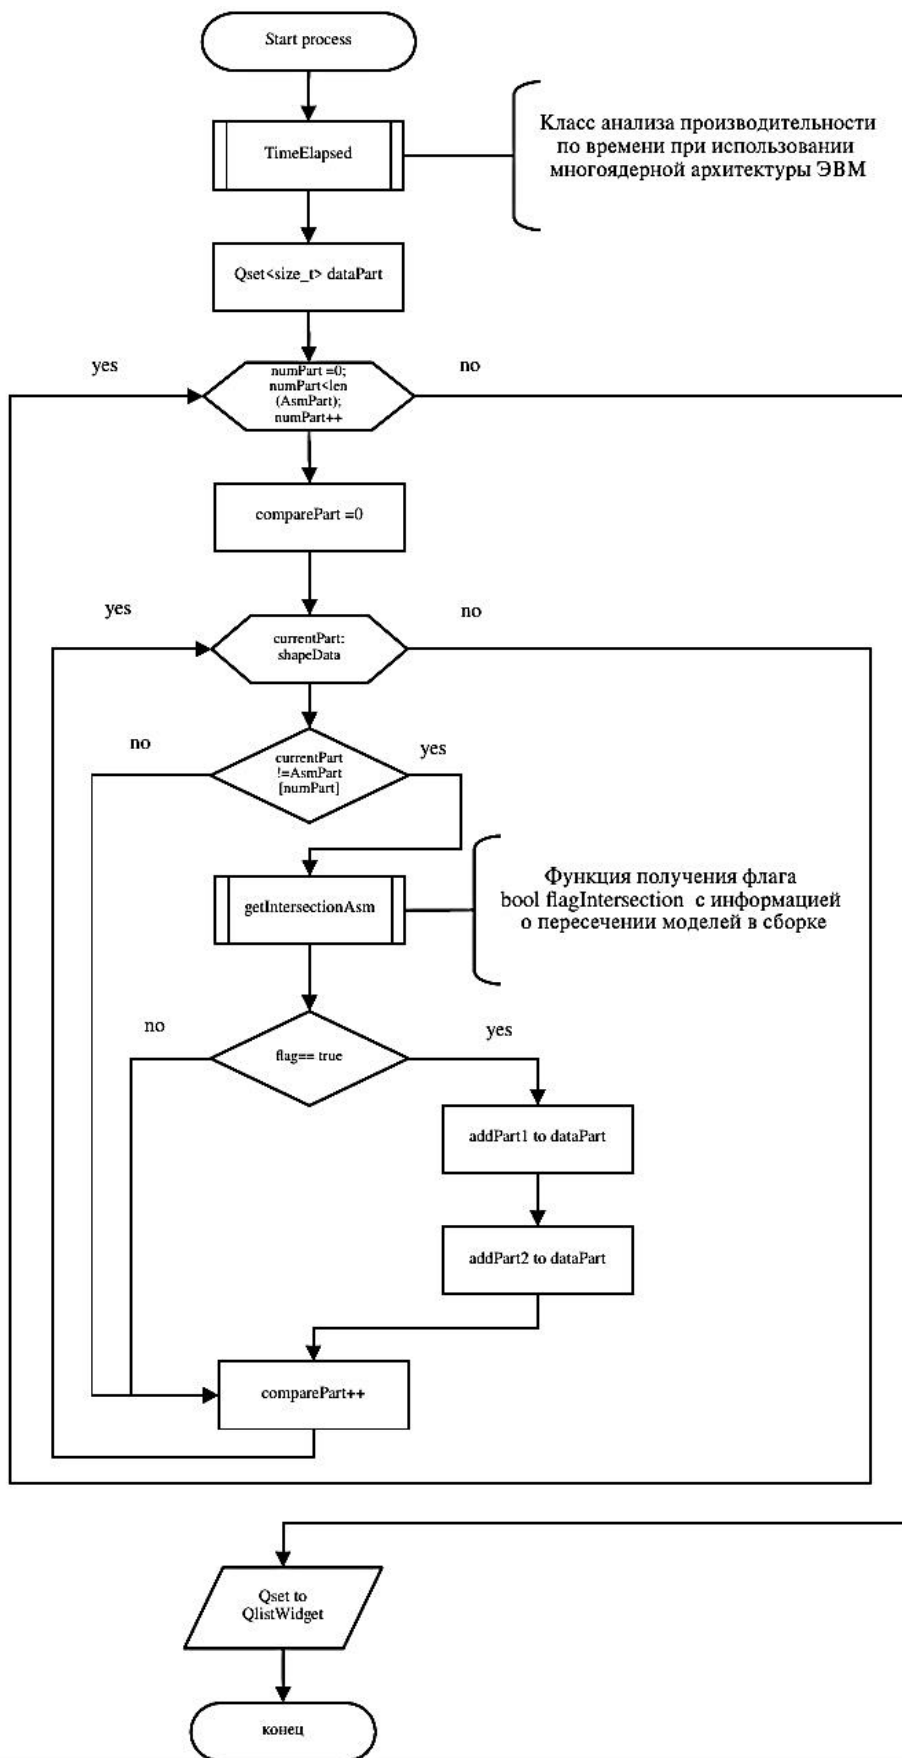 Start process
TimeElapsed
Класс анализа производительности
по времени при использовании
многоядерной архитектуры ЭВМ
Qset<size_t> dataPart
yes
no
numPart =0;
numPart<len
(AsmPart);
numPart++
comparePart =0
yes
no
currentPart:
shapeData
no
yes
currentPart
!=AsmPart
[numPart]
getIntersectionAsm
Функция получения флага
bool flagIntersection с информацией
о пересечении моделей в сборке
no
yes
flag== true
addPart1 to dataPart
addPart2 to dataPart
comparePart++
Qset to
QlistWidget
конец